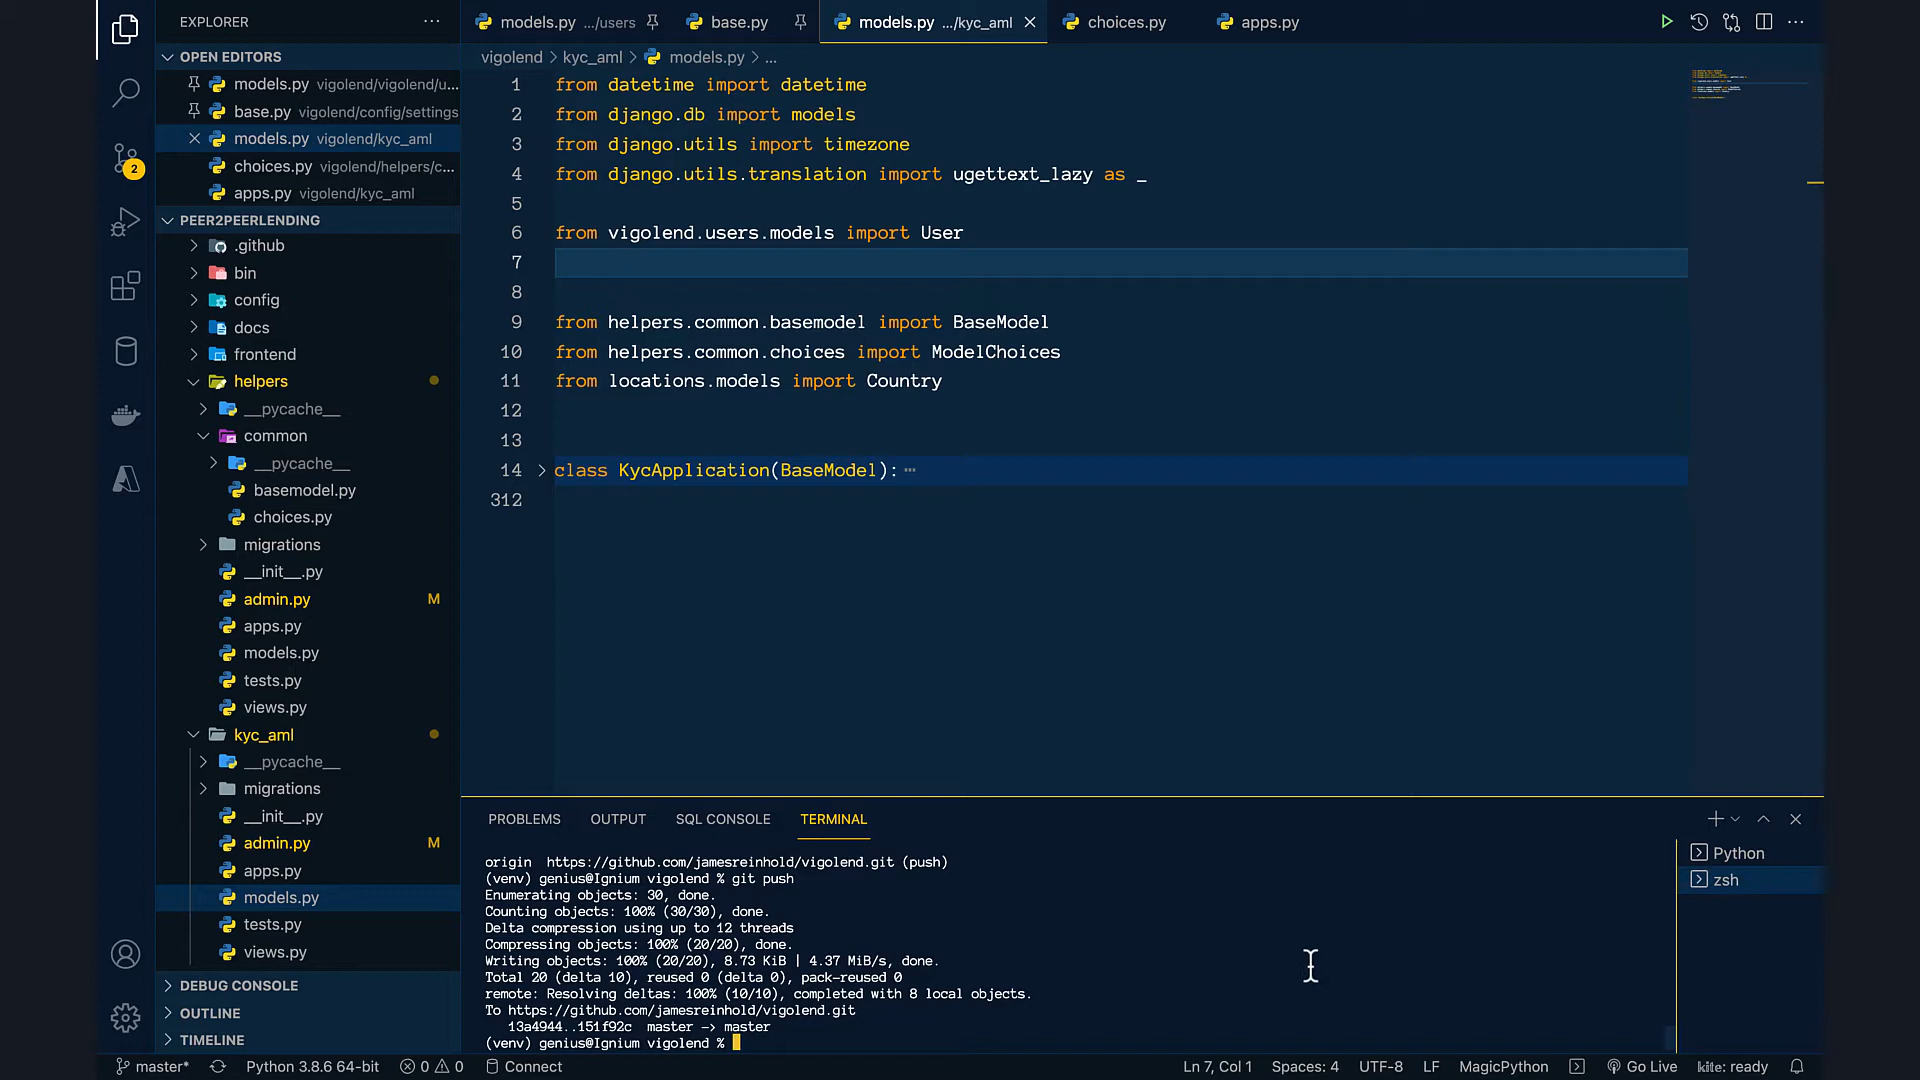 EXPLORER
OPEN EDITORS
models.py vigolend/vigolend/u...
base.py vigolend/config/settings
models.py vigolend/kyc_aml
choices.py vigolend/helpers/c...
apps.py vigolend/kyc_aml
PEER2PEERLENDING
.github
bin
config
docs
frontend
helpers
__pycache__
common
__pycache__
basemodel.py
choices.py
migrations
__init__.py
admin.py M
apps.py
models.py
tests.py
views.py
kyc_aml
__pycache__
migrations
__init__.py
admin.py M
apps.py
models.py
tests.py
views.py
DEBUG CONSOLE
OUTLINE
TIMELINE
2
models.py .../users base.py models.py .../kyc_aml choices.py apps.py
vigolend > kyc_aml > models.py > ...
1 from datetime import datetime
2 from django.db import models
3 from django.utils import timezone
4 from django.utils.translation import ugettext_lazy as _
5
6 from vigolend.users.models import User
7
8
9 from helpers.common.basemodel import BaseModel
10 from helpers.common.choices import ModelChoices
11 from locations.models import Country
12
13
14 class KycApplication(BaseModel): ...
312
PROBLEMS OUTPUT SQL CONSOLE TERMINAL
origin https://github.com/jamesreinhold/vigolend.git (push)
(venv) genius@Ignium vigolend % git push
Enumerating objects: 30, done.
Counting objects: 100% (30/30), done.
Delta compression using up to 12 threads
Compressing objects: 100% (20/20), done.
Writing objects: 100% (20/20), 8.73 KiB | 4.37 MiB/s, done.
Total 20 (delta 10), reused 0 (delta 0), pack-reused 0
remote: Resolving deltas: 100% (10/10), completed with 8 local objects.
To https://github.com/jamesreinhold/vigolend.git
13a4944..151f92c master -> master
(venv) genius@Ignium vigolend %
Python
zsh
master* Python 3.8.6 64-bit 0 0 Connect Ln 7, Col 1 Spaces: 4 UTF-8 LF MagicPython Go Live kite: ready